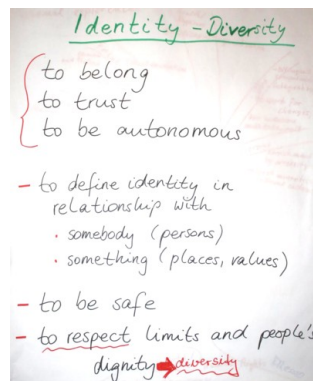 Identity - Diversity
to belong
to trust
to be autonomous
- to define identity in
relationship with
· somebody (persons)
· something (places, values)
- to be safe
- to respect limits and people's
dignity → diversity